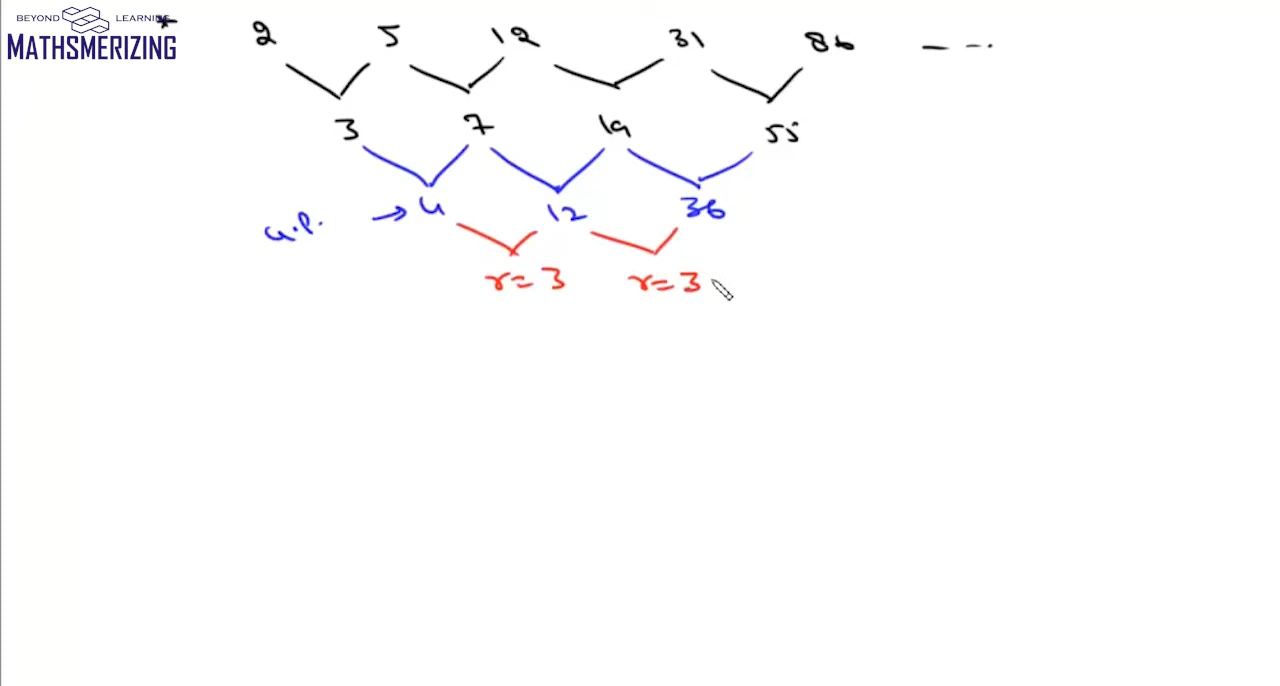 BEYOND LEARNING
MATHSMERIZING
* 2 5 12 31 86 - - -
3 7 19 55
G.P. → 4 12 36
r = 3 r = 3